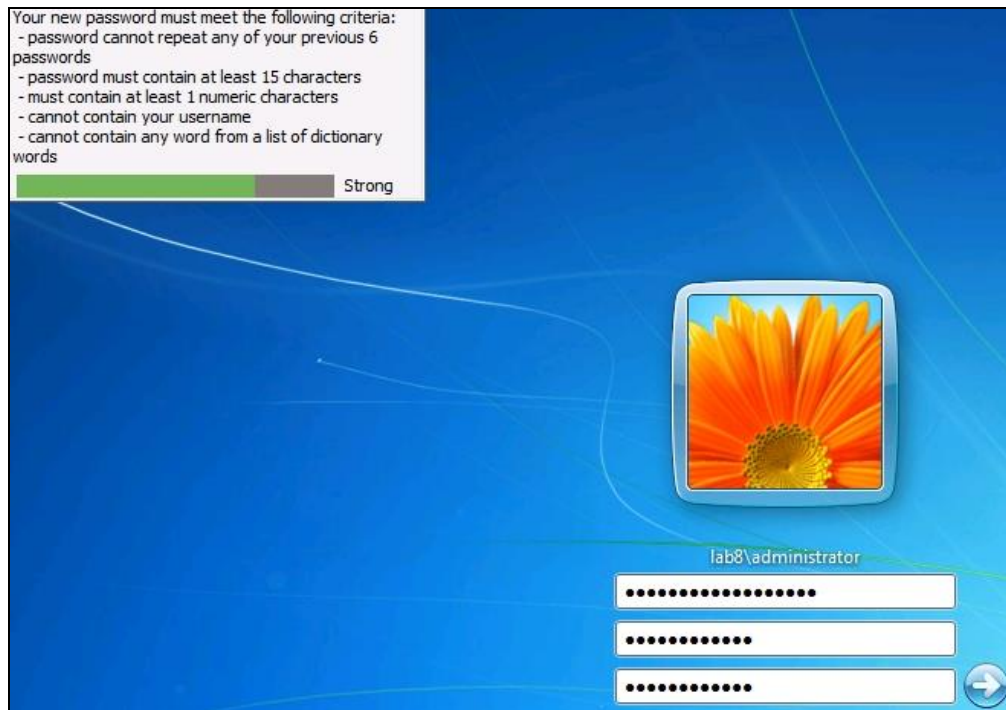 Your new password must meet the following criteria:
- password cannot repeat any of your previous 6
passwords
- password must contain at least 15 characters
- must contain at least 1 numeric characters
- cannot contain your username
- cannot contain any word from a list of dictionary
words
Strong
lab8\administrator